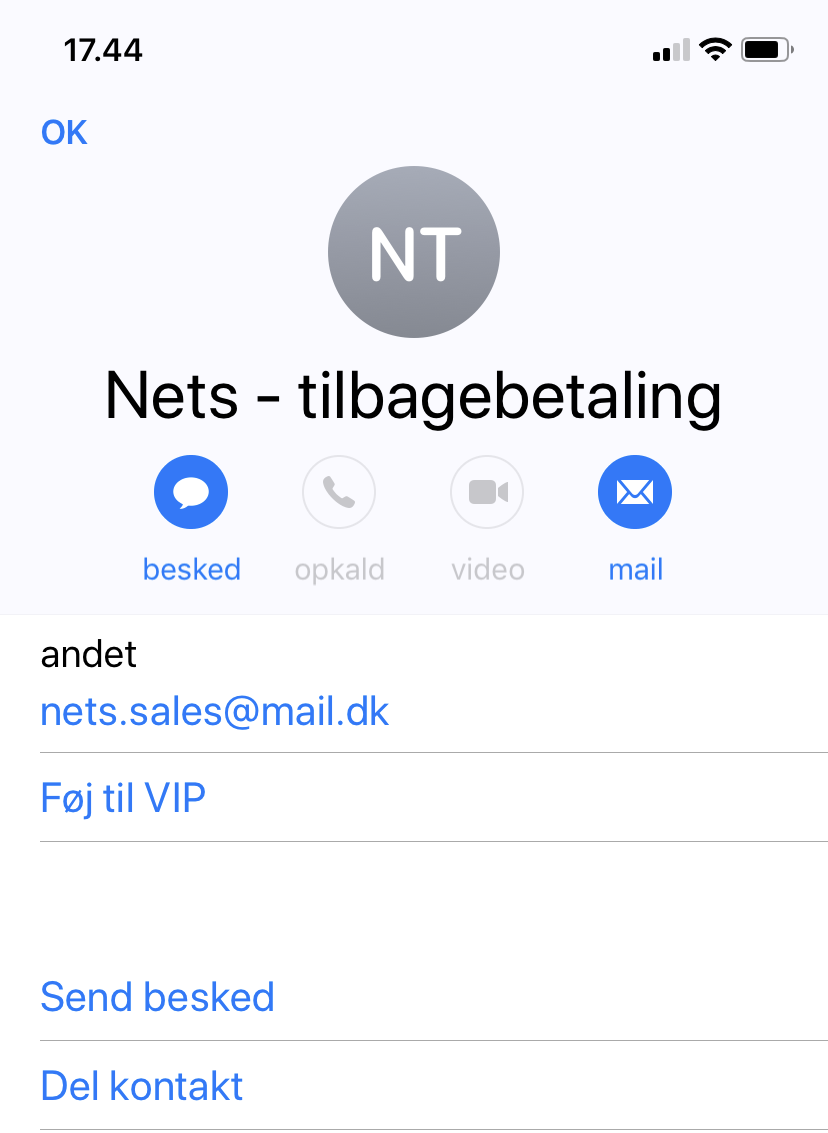 17.44
OK
NT
Nets - tilbagebetaling
besked
opkald
video
mail
andet
nets.sales@mail.dk
Føj til VIP
Send besked
Del kontakt